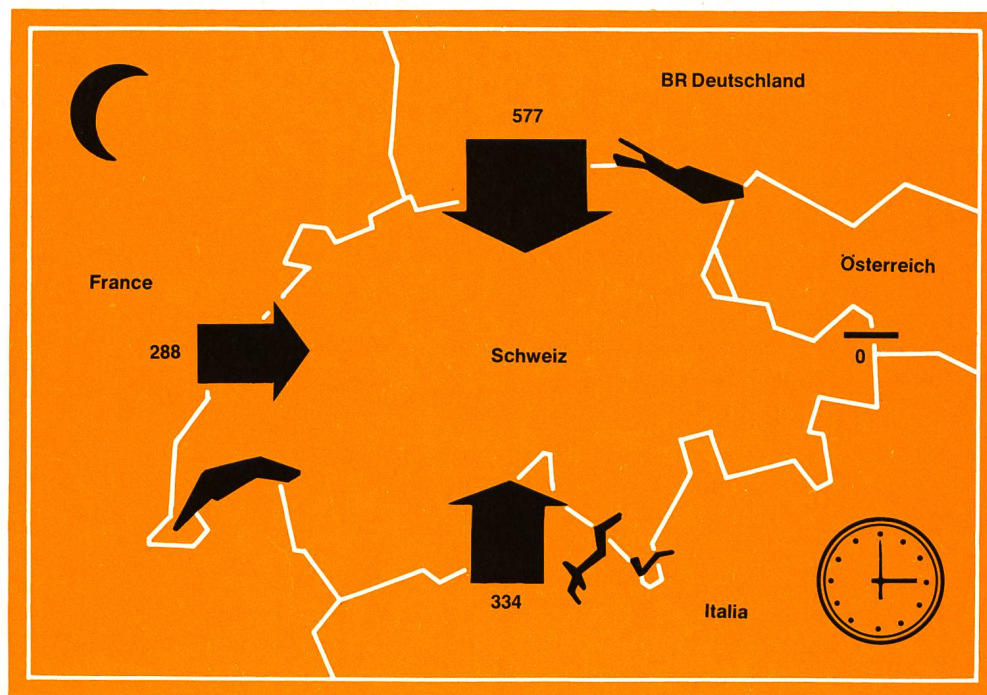 BR Deutschland
577
Österreich
France
288
Schweiz
0
334
Italia